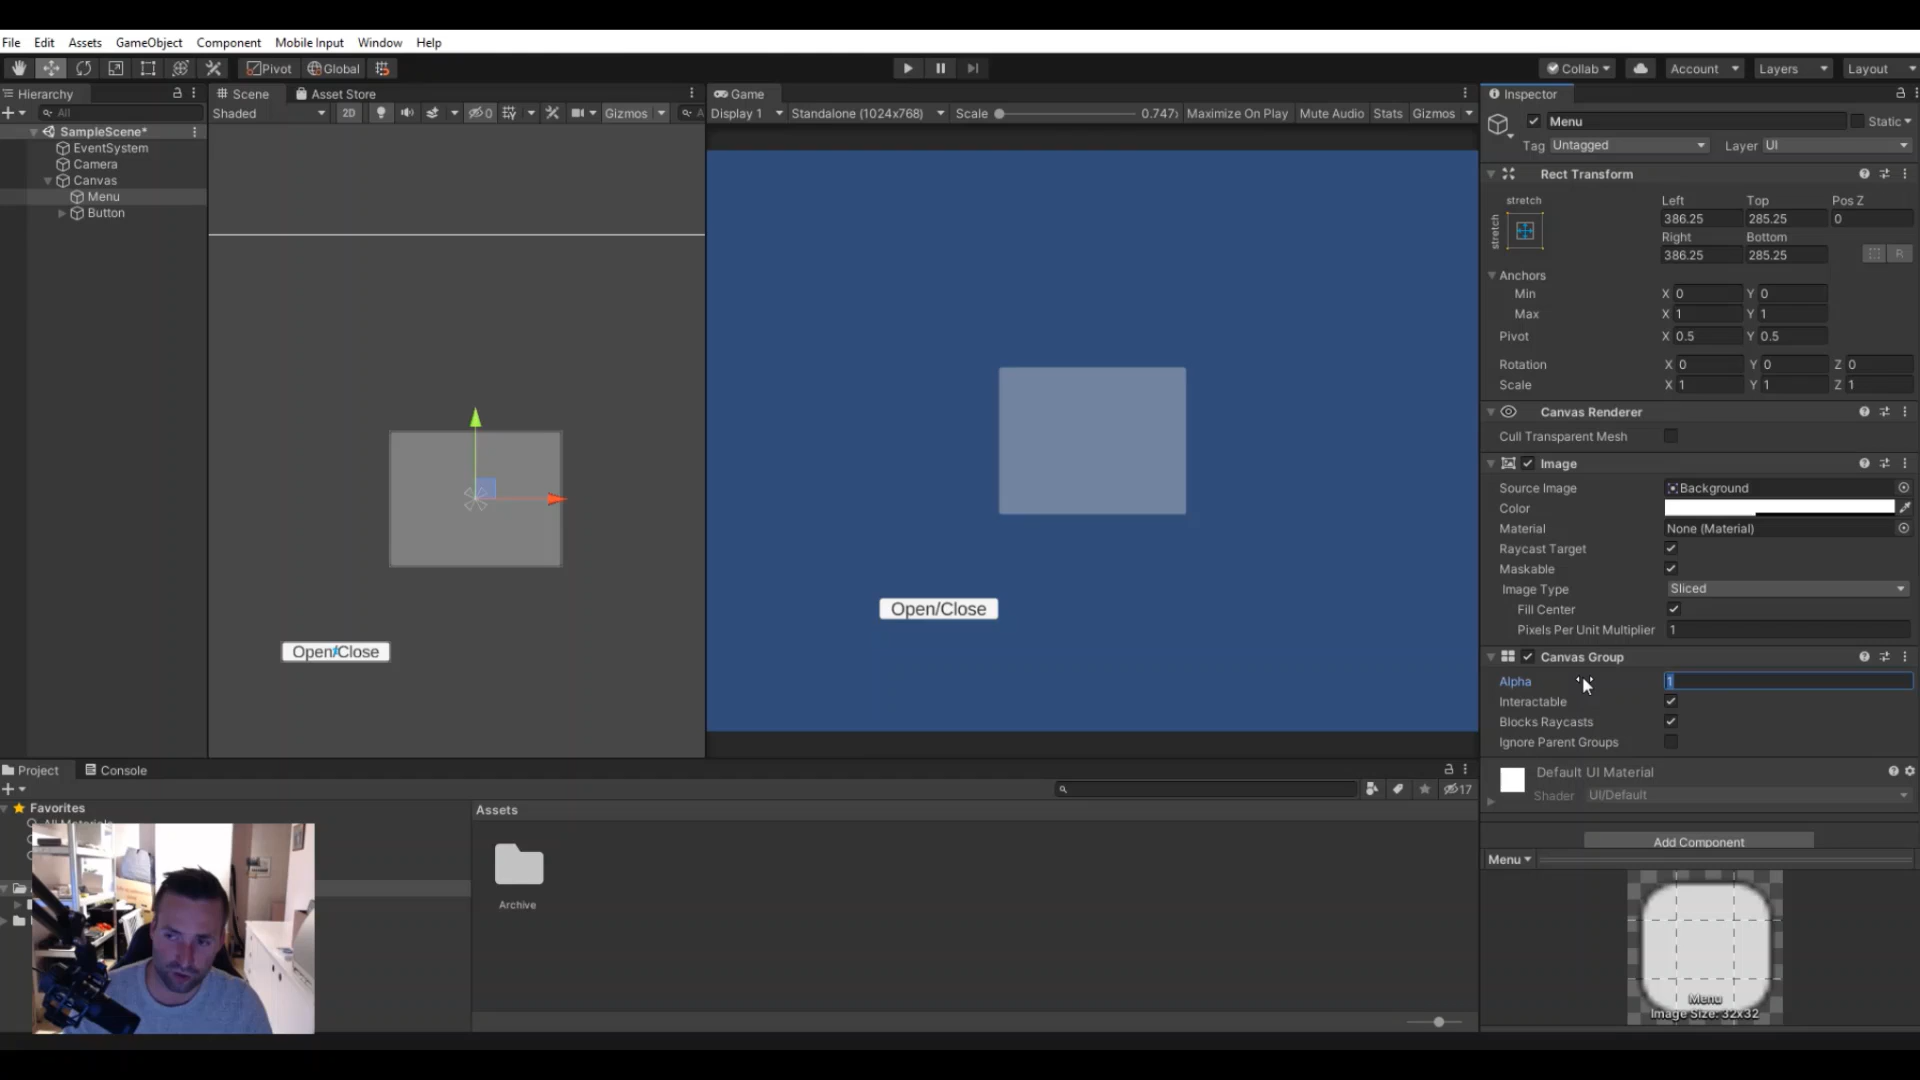 File Edit Assets GameObject Component Mobile Input Window Help
Pivot Global Collab Account Layers Layout
Hierarchy
All
SampleScene*
EventSystem
Camera
Canvas
Menu
Button
Scene Asset Store
Shaded 2D 0 Gizmos A
Open/Close
Game
Display 1 Standalone (1024x768) Scale 0.747 Maximize On Play Mute Audio Stats Gizmos
Open/Close
Inspector
Menu Static
Tag Untagged Layer UI
Rect Transform
stretch Left Top Pos Z
stretch 386.25 285.25 0
Right Bottom
386.25 285.25 R
Anchors
Min X 0 Y 0
Max X 1 Y 1
Pivot X 0.5 Y 0.5
Rotation X 0 Y 0 Z 0
Scale X 1 Y 1 Z 1
Canvas Renderer
Cull Transparent Mesh
Image
Source Image Background
Color
Material None (Material)
Raycast Target
Maskable
Image Type Sliced
Fill Center
Pixels Per Unit Multiplier 1
Canvas Group
Alpha 1
Interactable
Blocks Raycasts
Ignore Parent Groups
Default UI Material
Shader UI/Default
Add Component
Menu
Menu
Image Size: 32x32
Project Console
17
Favorites
Assets
Archive